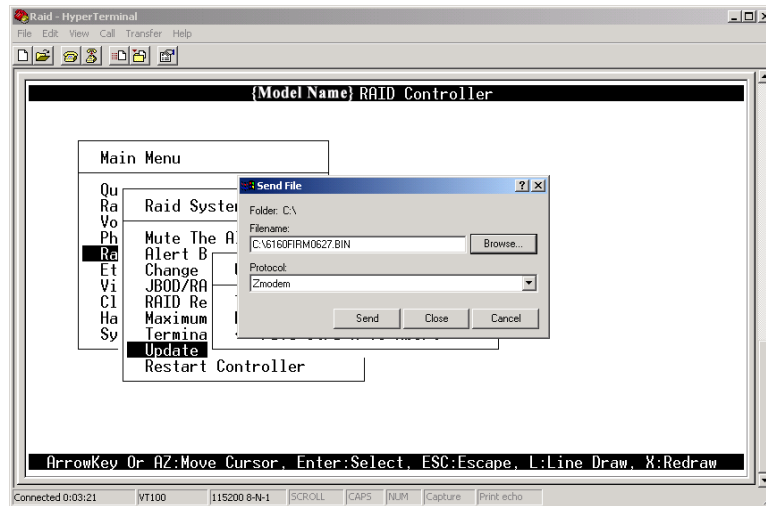 Raid - HyperTerminal
File Edit View Call Transfer Help
{Model Name} RAID Controller
Main Menu
Qu
Ra
Vo
Ph
Ra
Et
Vi
Cl
Ha
Sy
Raid Syste
Mute The A
Alert B
Change
JBOD/RA
RAID Re
Maximum
Termina
Update
Restart Controller
Send File
Folder: C:\
Filename:
C:\6160FIRM0627.BIN
Browse...
Protocol:
Zmodem
Send Close Cancel
ArrowKey Or AZ:Move Cursor, Enter:Select, ESC:Escape, L:Line Draw, X:Redraw
Connected 0:03:21 VT100 115200 8-N-1 SCROLL CAPS NUM Capture Print echo